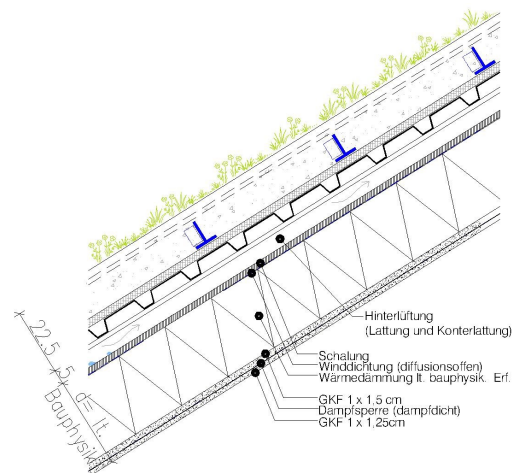 Hinterlüftung
(Lattung und Konterlattung)
Schalung
Winddichtung (diffusionsoffen)
Wärmedämmung lt. bauphysik. Erf.
GKF 1 x 1,5 cm
Dampfsperre (dampfdicht)
GKF 1 x 1,25cm
22,5
5
d= lt.
Bauphysik